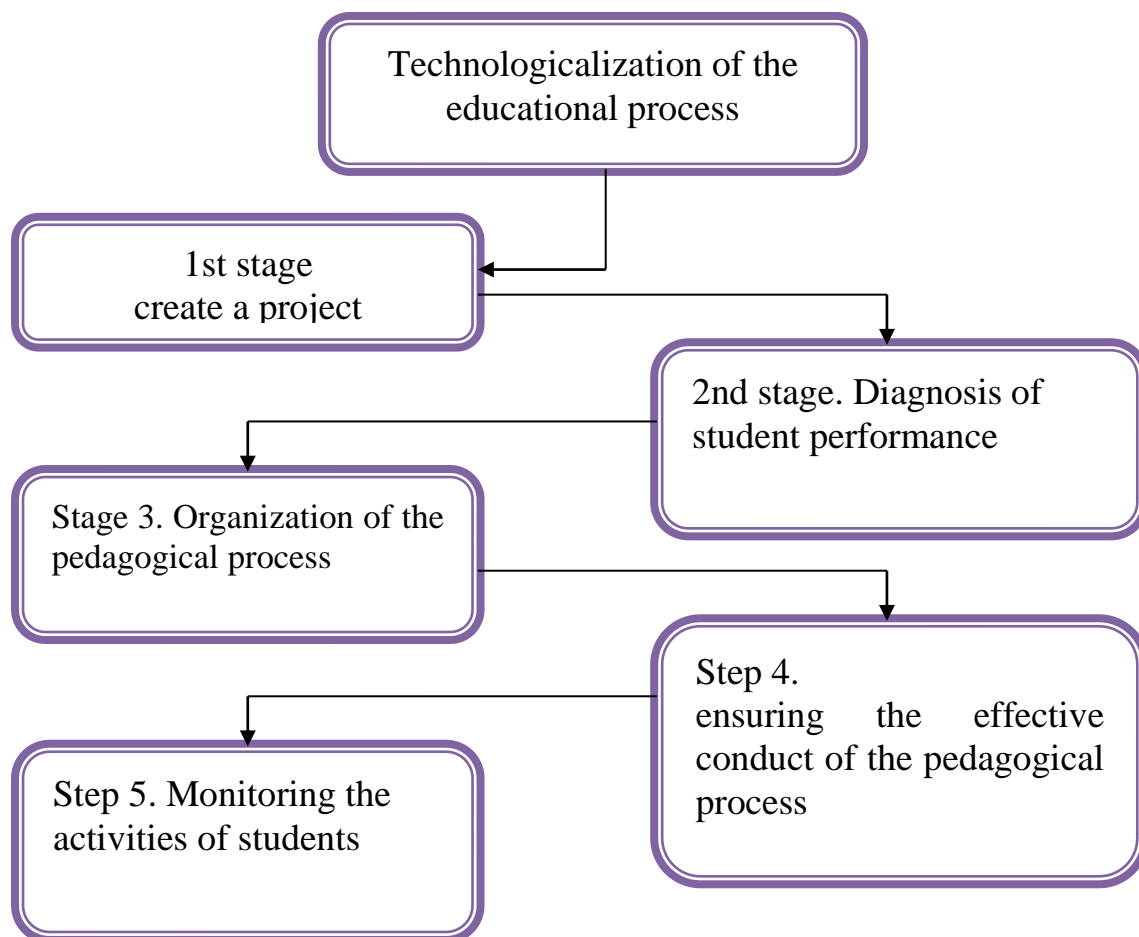 Technologicalization of the
educational process
1st stage
create a project
2nd stage. Diagnosis of
student performance
Stage 3. Organization of the
pedagogical process
Step 4.
ensuring the effective
conduct of the pedagogical
process
Step 5. Monitoring the
activities of students